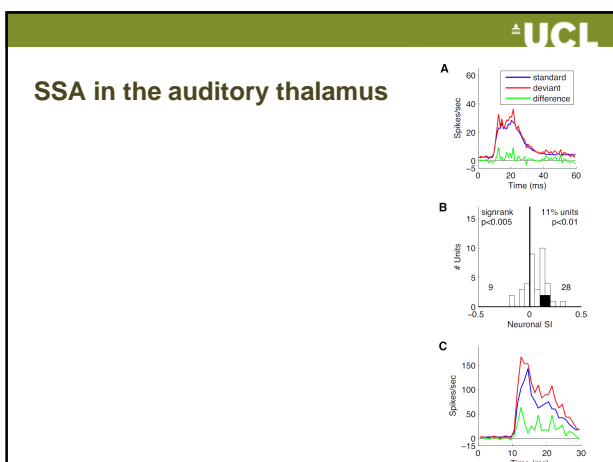 UCL
SSA in the auditory thalamus
A
60
40
20
0
−5
Spikes/sec
standard
deviant
difference
0 20 40 60
Time (ms)
B
signrank
p<0.005
11% units
p<0.01
15
10
5
0
# Units
9
28
−0.5 0 0.5
Neuronal SI
C
150
100
50
0
−15
Spikes/sec
0 10 20 30
Time (ms)